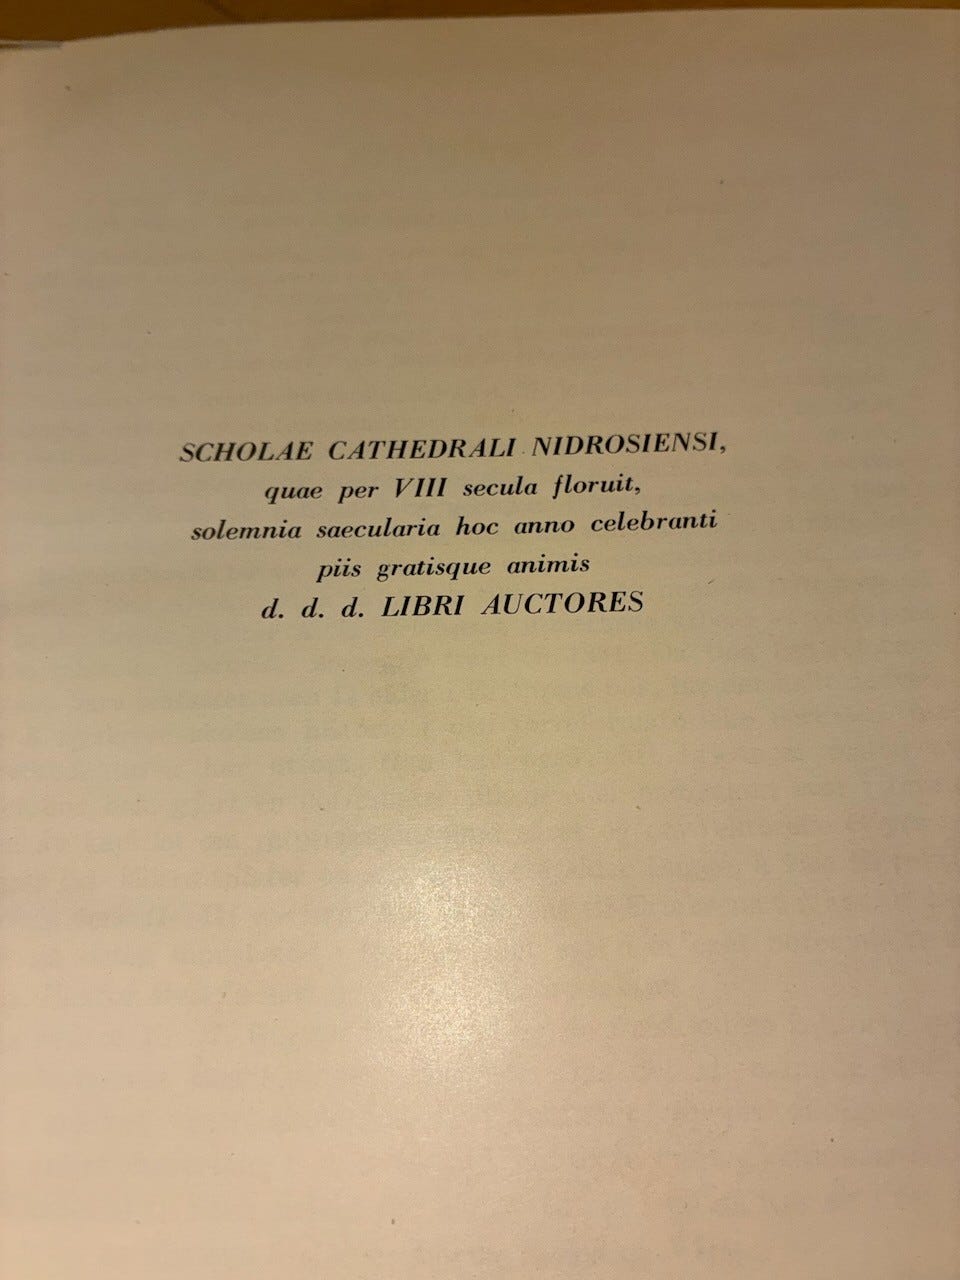 SCHOLAE CATHEDRALI NIDROSIENSI,
quae per VIII secula floruit,
solemnia saecularia hoc anno celebranti
piis gratisque animis
d. d. d. LIBRI AUCTORES